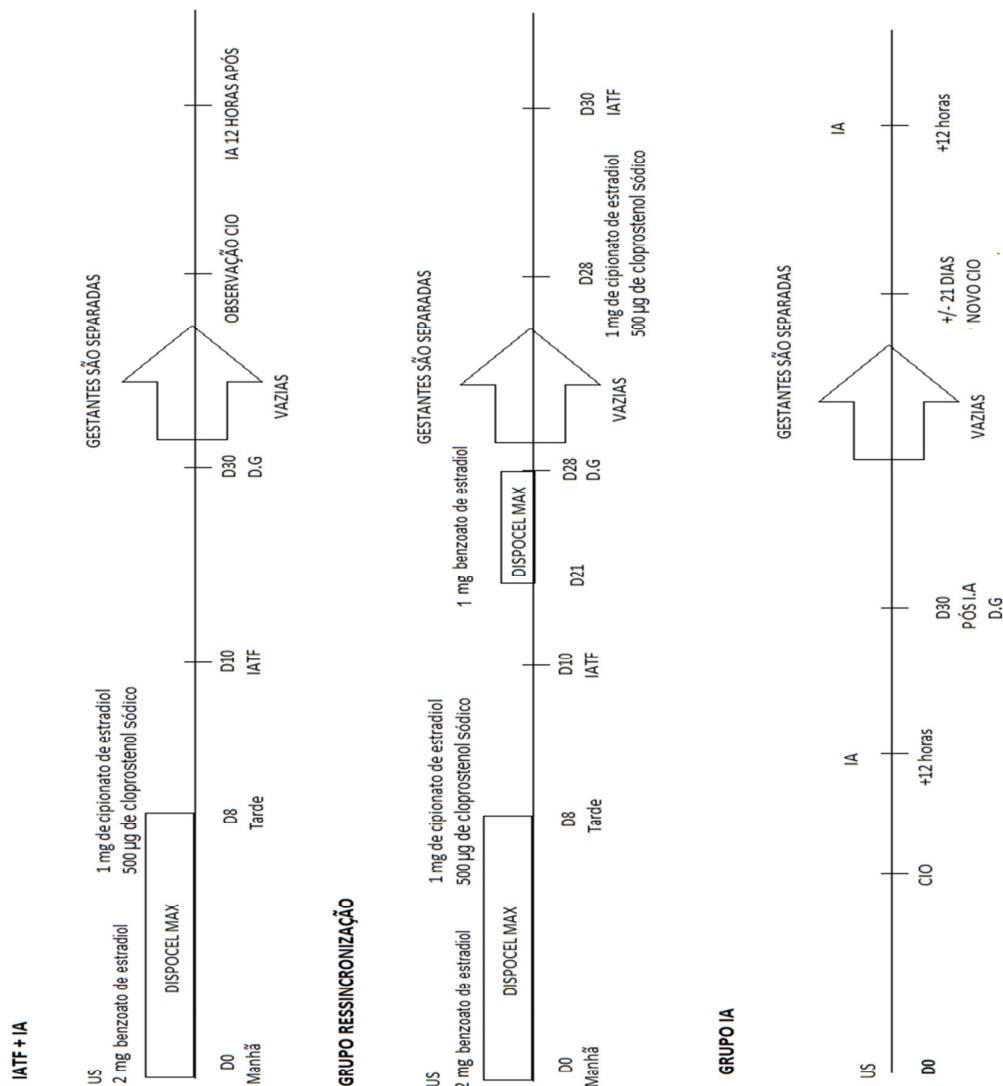 IATF + IA
US
2 mg benzoato de estradiol
1 mg de cipionato de estradiol
500 µg de cloprostenol sódico
DISPOCEL MAX
GESTANTES SÃO SEPARADAS
D0
Manhã
D8
Tarde
D10
IATF
D30
D.G
VAZIAS
OBSERVAÇÃO CIO
IA 12 HORAS APÓS
GRUPO RESSINCRONIZAÇÃO
US
2 mg benzoato de estradiol
1 mg de cipionato de estradiol
500 µg de cloprostenol sódico
DISPOCEL MAX
1 mg benzoato de estradiol
DISPOCEL MAX
GESTANTES SÃO SEPARADAS
D0
Manhã
D8
Tarde
D10
IATF
D21
D28
D.G
VAZIAS
D28
1 mg de cipionato de estradiol
500 µg de cloprostenol sódico
D30
IATF
GRUPO IA
US
IA
GESTANTES SÃO SEPARADAS
IA
D0
CIO
+12 horas
D30
PÓS I.A
D.G
VAZIAS
+/- 21 DIAS
NOVO CIO
+12 horas